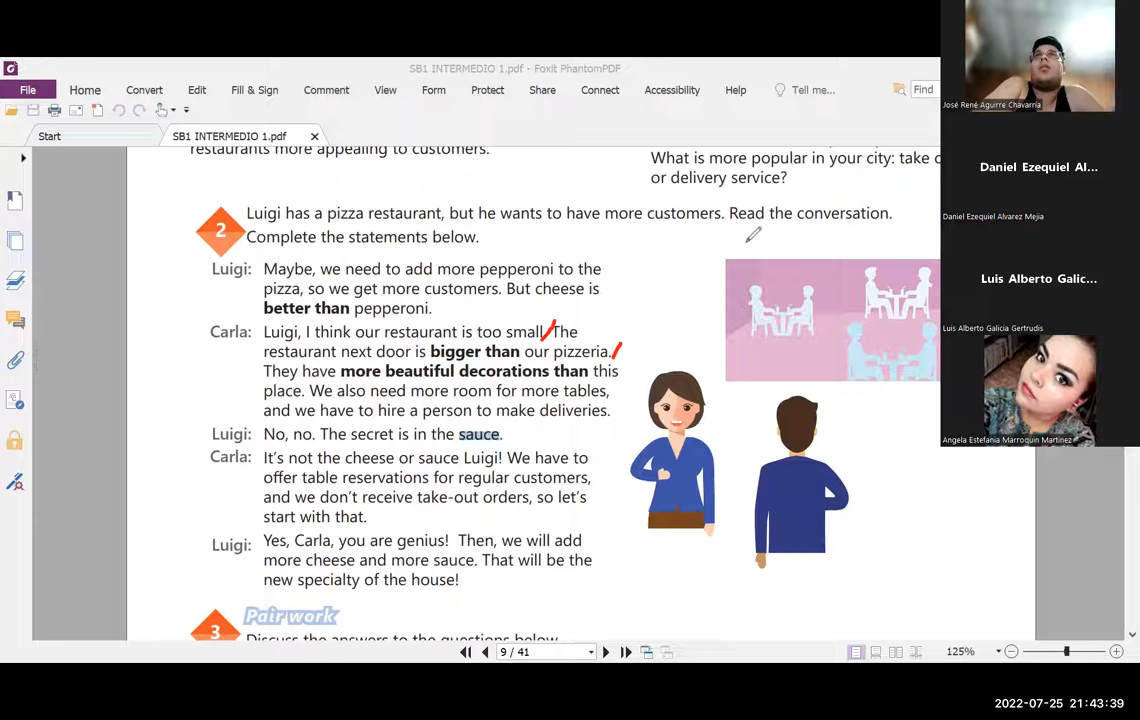 SB1 INTERMEDIO 1.pdf - Foxit PhantomPDF
File Home Convert Edit Fill & Sign Comment View Form Protect Share Connect Accessibility Help Tell me... Find
Start SB1 INTERMEDIO 1.pdf
restaurants more appealing to customers.
What is more popular in your city: take
or delivery service?
2
Luigi has a pizza restaurant, but he wants to have more customers. Read the conversation.
Complete the statements below.
Luigi: Maybe, we need to add more pepperoni to the
pizza, so we get more customers. But cheese is
better than pepperoni.
Carla: Luigi, I think our restaurant is too small. The
restaurant next door is bigger than our pizzeria.
They have more beautiful decorations than this
place. We also need more room for more tables,
and we have to hire a person to make deliveries.
Luigi: No, no. The secret is in the sauce.
Carla: It's not the cheese or sauce Luigi! We have to
offer table reservations for regular customers,
and we don't receive take-out orders, so let's
start with that.
Luigi: Yes, Carla, you are genius! Then, we will add
more cheese and more sauce. That will be the
new specialty of the house!
Pair work
3
Discuss the answers to the questions below
9 / 41
125%
José René Aguirre Chavarría
Daniel Ezequiel Al...
Daniel Ezequiel Alvarez Mejia
Luis Alberto Galic...
Luis Alberto Galicia Gertrudis
Angela Estefania Marroquin Martinez
2022-07-25 21:43:39